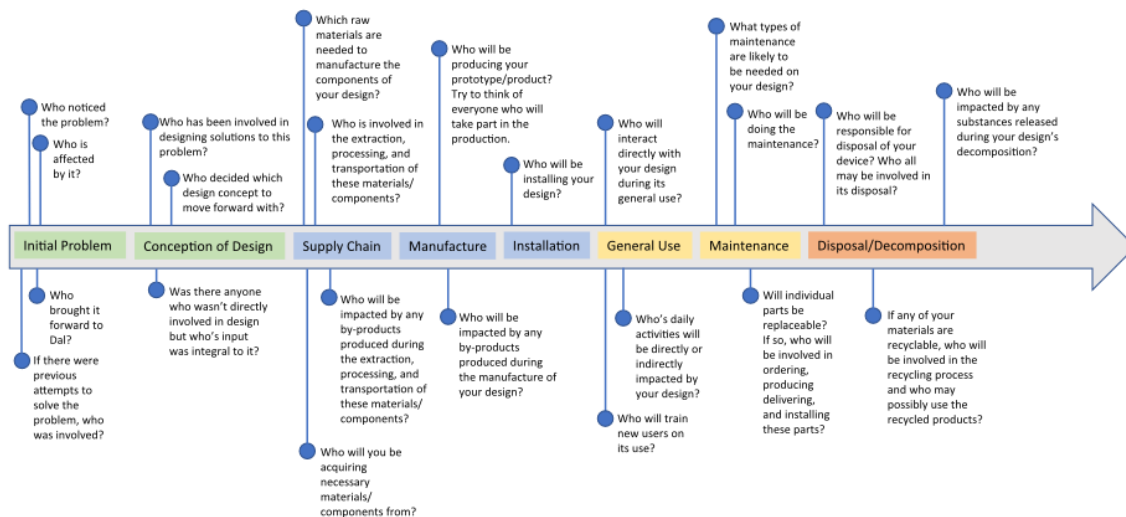 Who noticed
the problem?
Who is
affected
by it?
Who has been involved in
designing solutions to this
problem?
Who decided which
design concept to
move forward with?
Which raw
materials are
needed to
manufacture the
components of
your design?
Who is involved in
the extraction,
processing, and
transportation of
these materials/
components?
Who will be
producing your
prototype/product?
Try to think of
everyone who will
take part in the
production.
Who will be
installing your
design?
Who will
interact
directly with
your design
during its
general use?
What types of
maintenance
are likely to
be needed on
your design?
Who will be
doing the
maintenance?
Who will be
responsible for
disposal of your
device? Who all
may be involved in
its disposal?
Who will be
impacted by any
substances released
during your design's
decomposition?
Initial Problem
Conception of Design
Supply Chain
Manufacture
Installation
General Use
Maintenance
Disposal/Decomposition
Who
brought it
forward to
Dal?
If there were
previous
attempts to
solve the
problem, who
was involved?
Was there anyone
who wasn't directly
involved in design
but who's input
was integral to it?
Who will be
impacted by any
by-products
produced during
the extraction,
processing, and
transportation of
these materials/
components?
Who will you be
acquiring
necessary
materials/
components from?
Who will be
impacted by any
by-products
produced during
the manufacture of
your design?
Who's daily
activities will
be directly or
indirectly
impacted by
your design?
Who will train
new users on
its use?
Will individual
parts be
replaceable?
If so, who will
be involved in
ordering,
producing
delivering,
and installing
these parts?
If any of your
materials are
recyclable, who will
be involved in the
recycling process
and who may
possibly use the
recycled products?